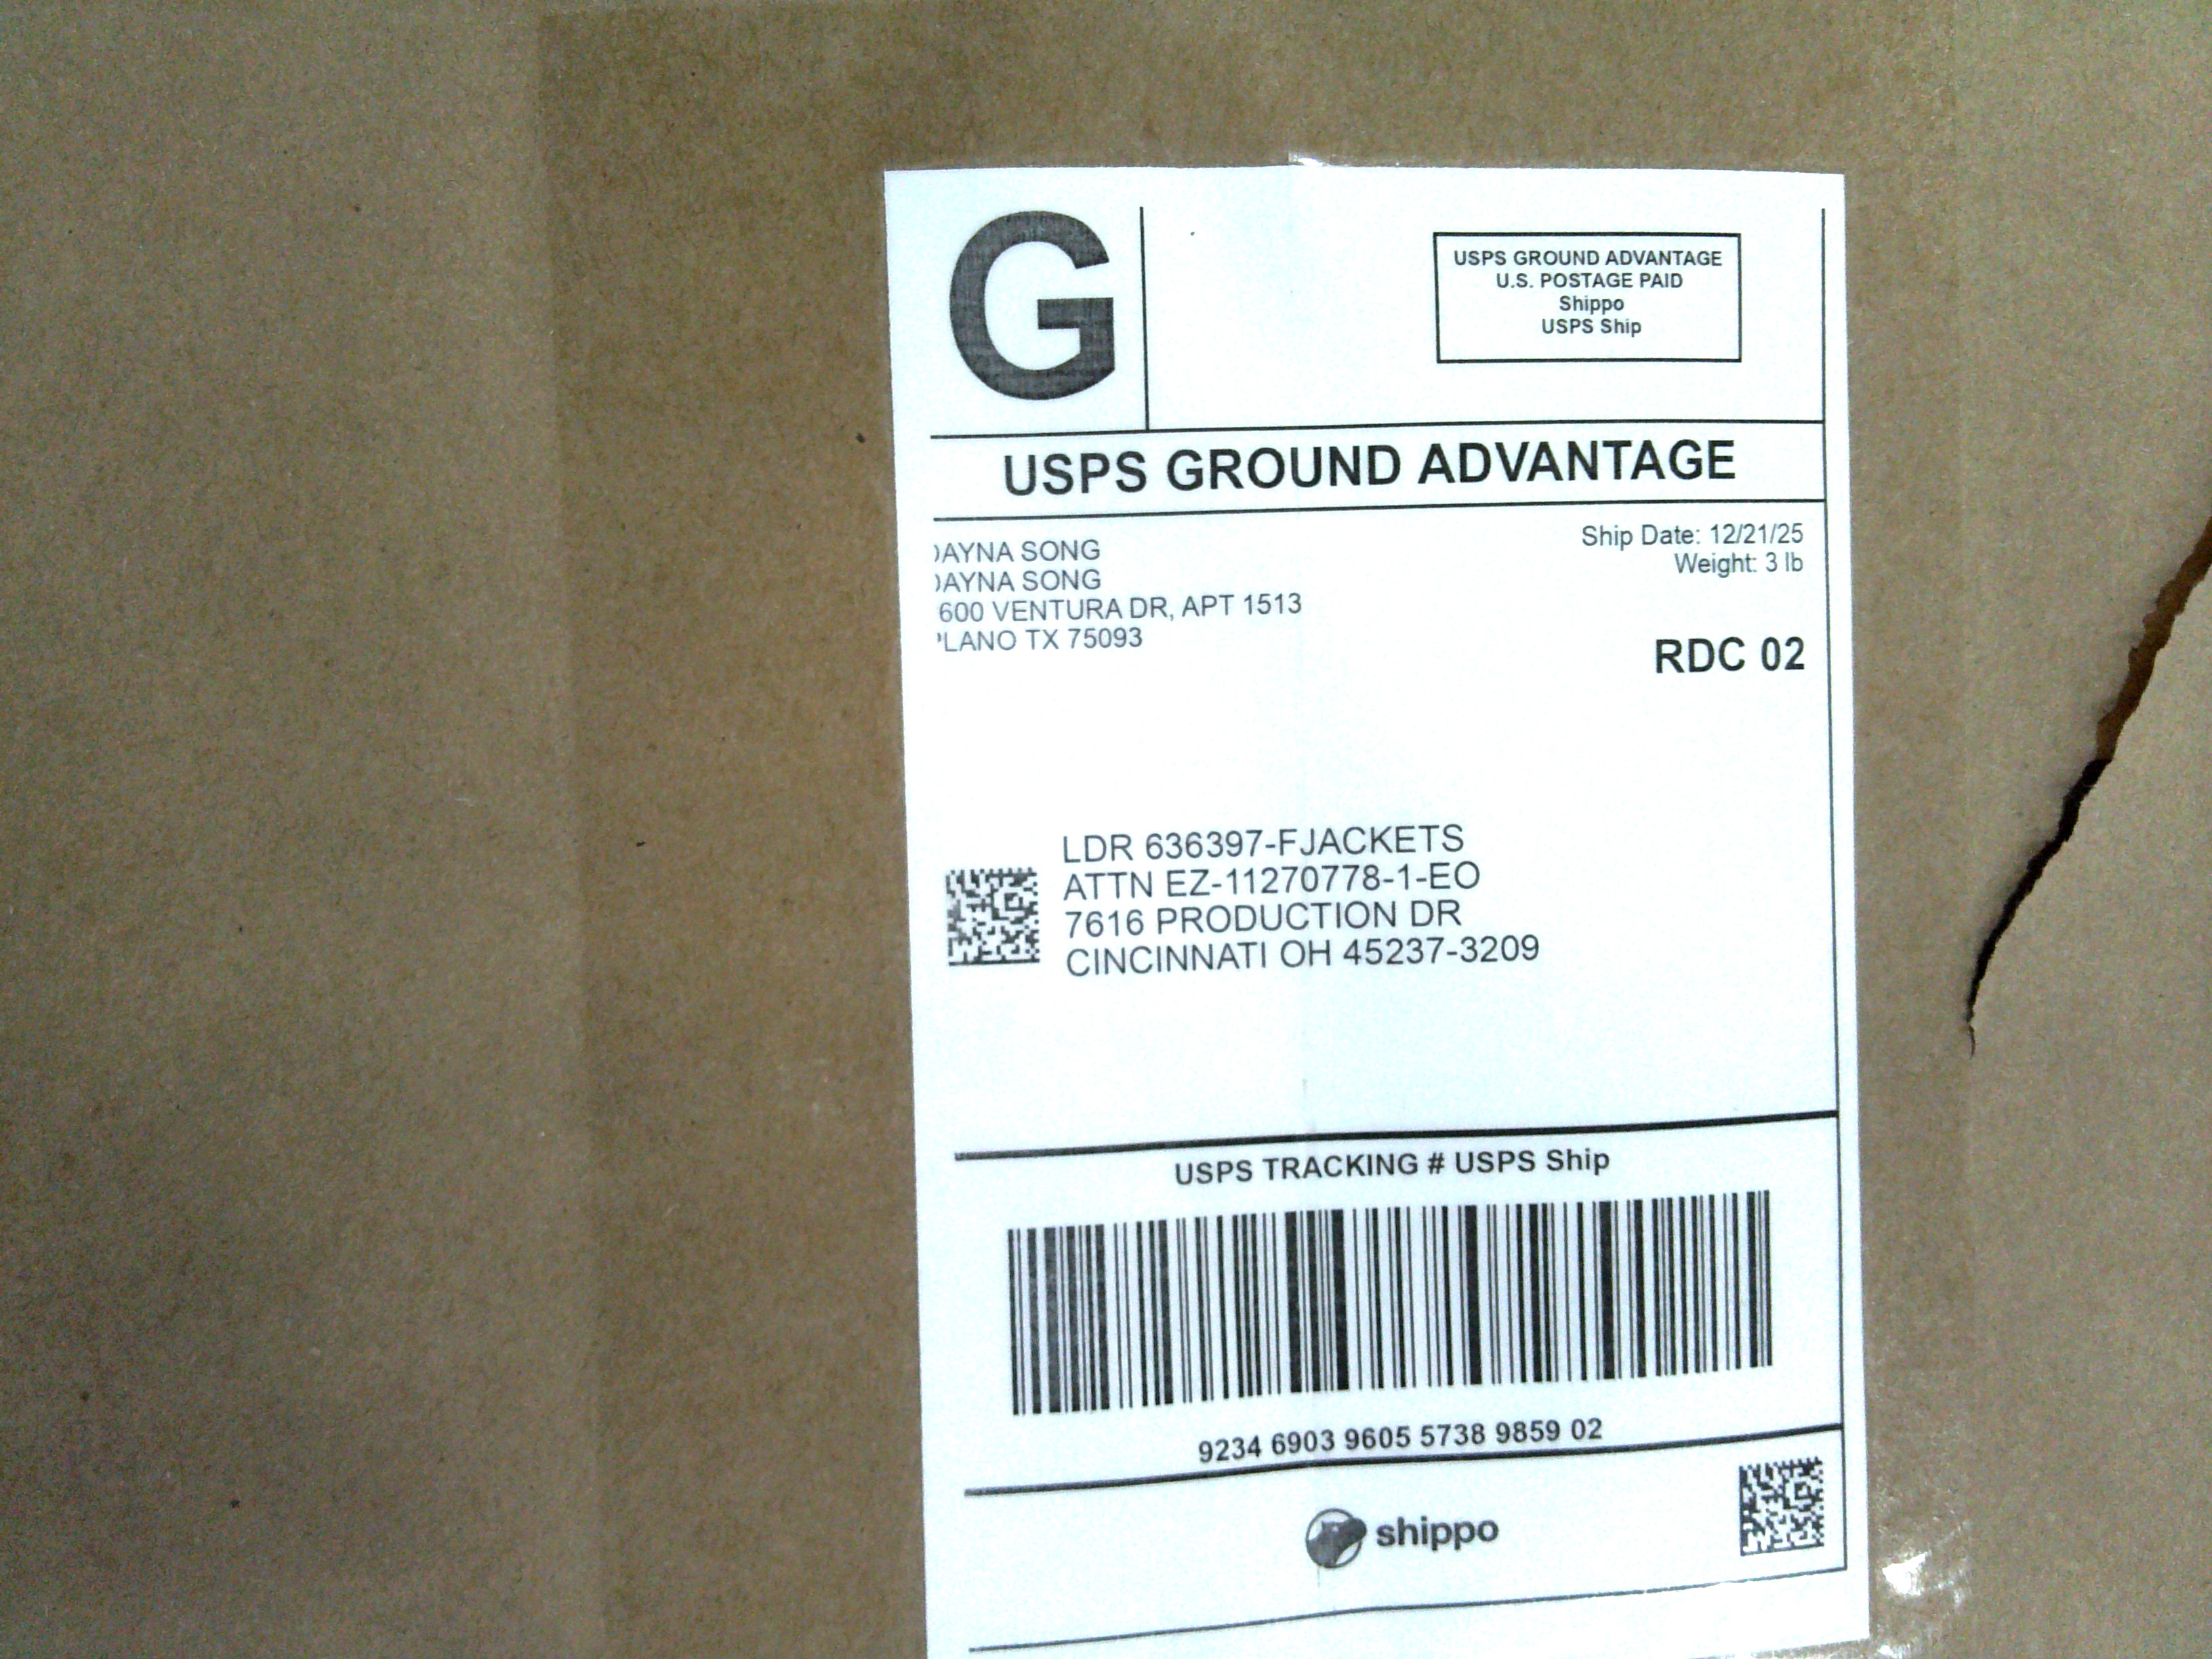 G
USPS GROUND ADVANTAGE
U.S. POSTAGE PAID
Shippo
USPS Ship
USPS GROUND ADVANTAGE
AYNA SONG
AYNA SONG
600 VENTURA DR, APT 1513
LANO TX 75093
Ship Date: 12/21/25
Weight: 3 lb
RDC 02
LDR 636397-FJACKETS
ATTN EZ-11270778-1-EO
7616 PRODUCTION DR
CINCINNATI OH 45237-3209
USPS TRACKING # USPS Ship
9234 6903 9605 5738 9859 02
shippo